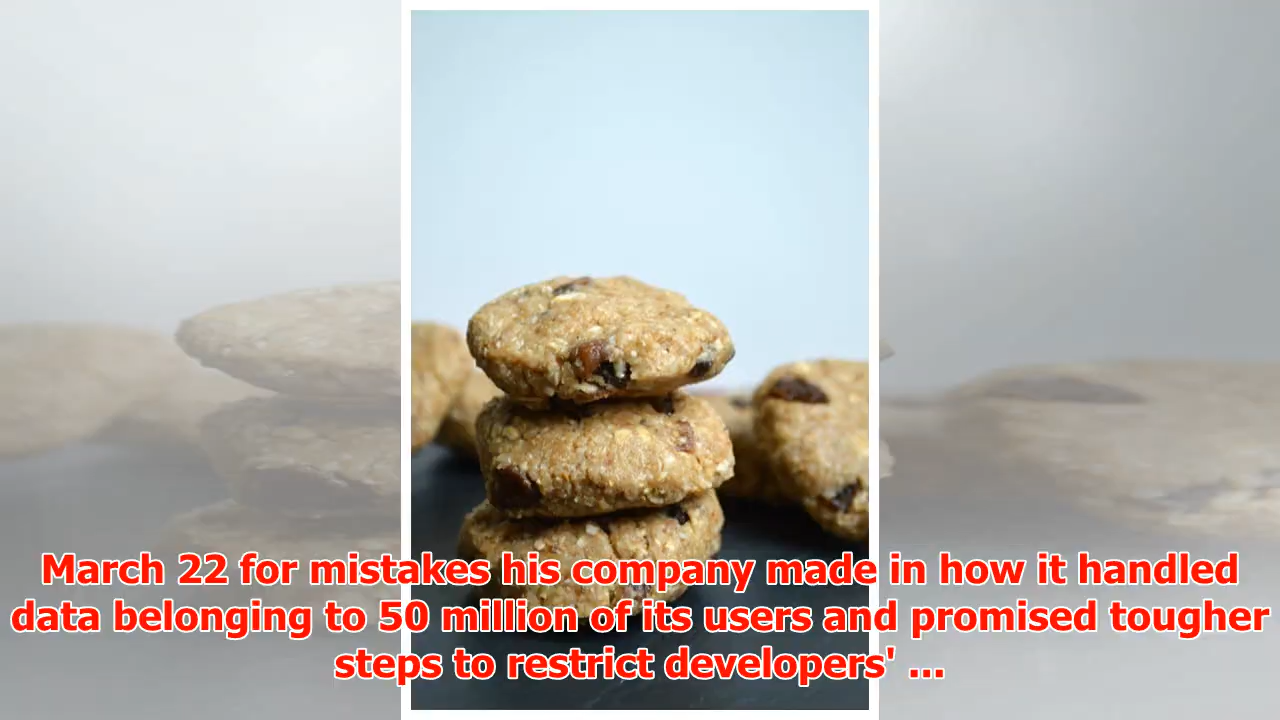 March 22 for mistakes his company made in how it handled
data belonging to 50 million of its users and promised tougher
steps to restrict developers' ...